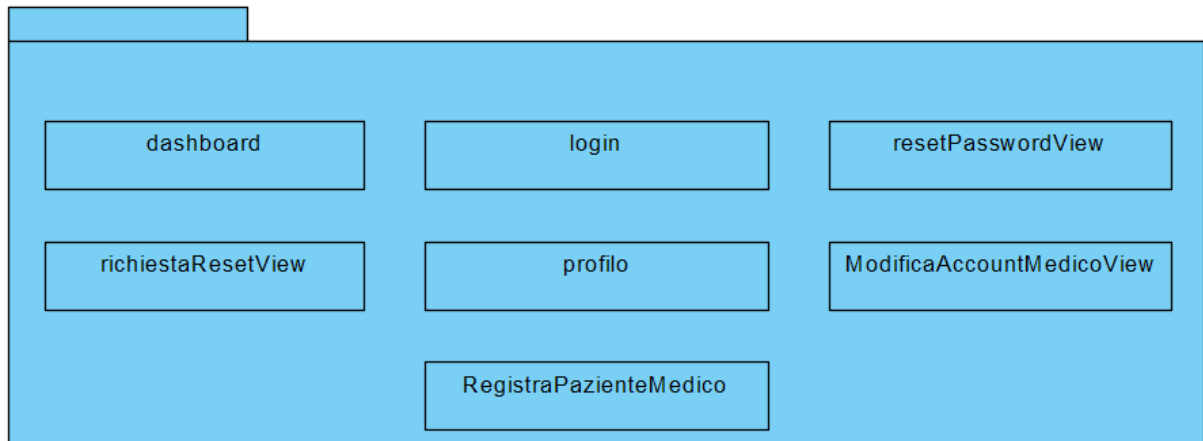 dashboard
login
resetPasswordView
richiestaResetView
profilo
ModificaAccountMedicoView
RegistraPazienteMedico